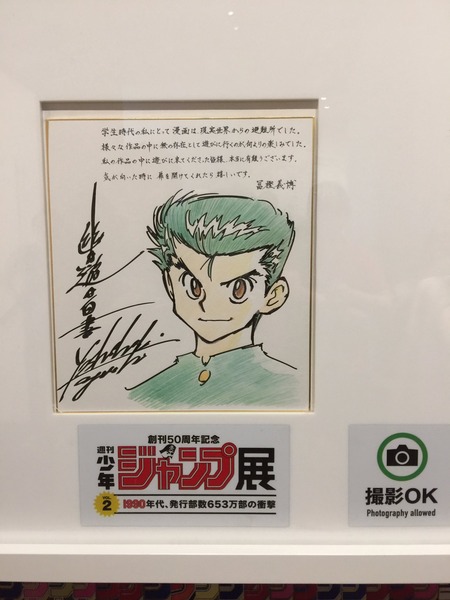 学生時代の私にとって漫画は、現実世界からの避難所でした。
様々な作品の中に無の存在として遊びに行くのが何よりの楽しみでした。
私の作品の中に遊びに来てくださった皆様、本当に有難うございます。
気が向いた時に 扉を開けてくれたら嬉しいです。
冨樫義博
幽遊白書
創刊50周年記念
週刊
少年
ジャンプ展
VOL.
2
1990年代、発行部数653万部の衝撃
撮影OK
Photography allowed